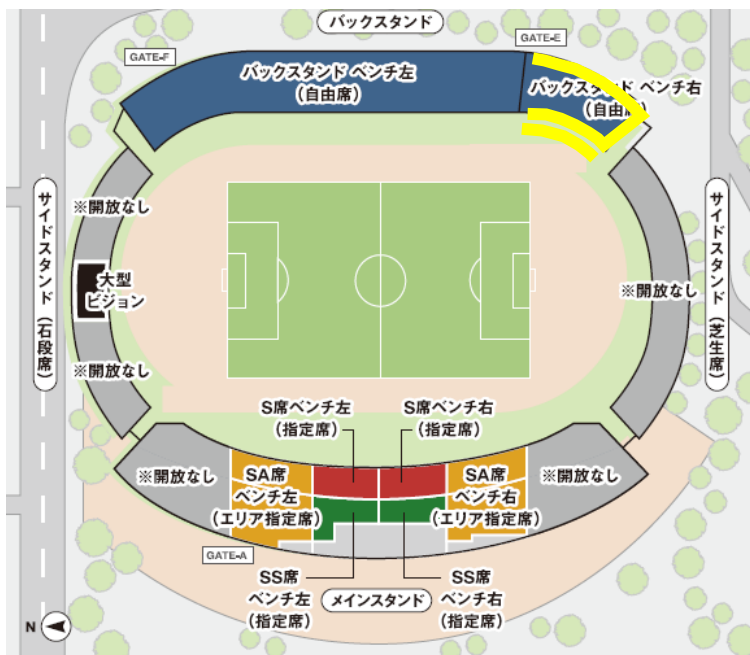 バックスタンド
GATE-E
GATE-F
バックスタンド ベンチ左
(自由席)
バックスタンド ベンチ右
(自由席)
サイドスタンド(石段席)
※開放なし
大型
ビジョン
※開放なし
※開放なし
サイドスタンド(芝生席)
S席ベンチ左
(指定席)
S席ベンチ右
(指定席)
※開放なし
SA席
ベンチ左
(エリア指定席)
SA席
ベンチ右
(エリア指定席)
※開放なし
GATE-A
SS席
ベンチ左
(指定席)
メインスタンド
SS席
ベンチ右
(指定席)
N